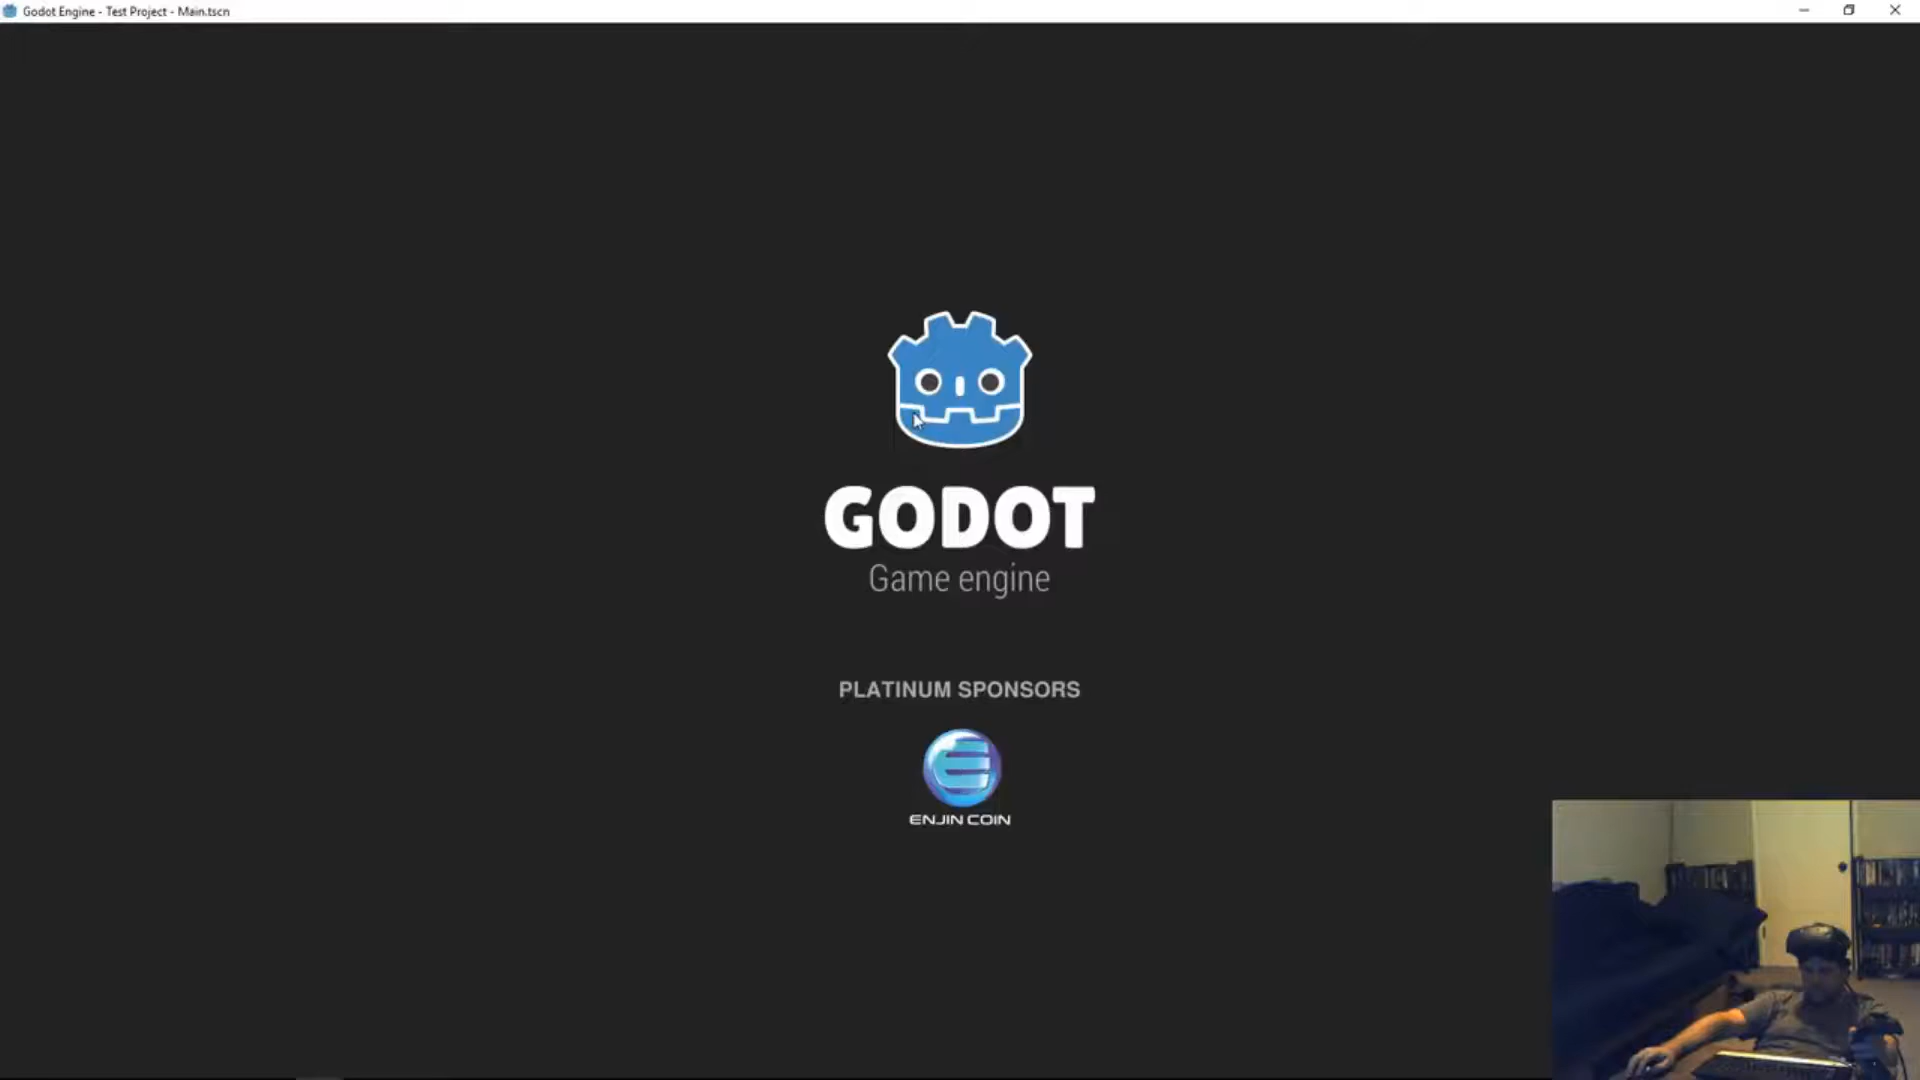 Godot Engine - Test Project - Main.tscn
GODOT
Game engine
PLATINUM SPONSORS
ENJIN COIN